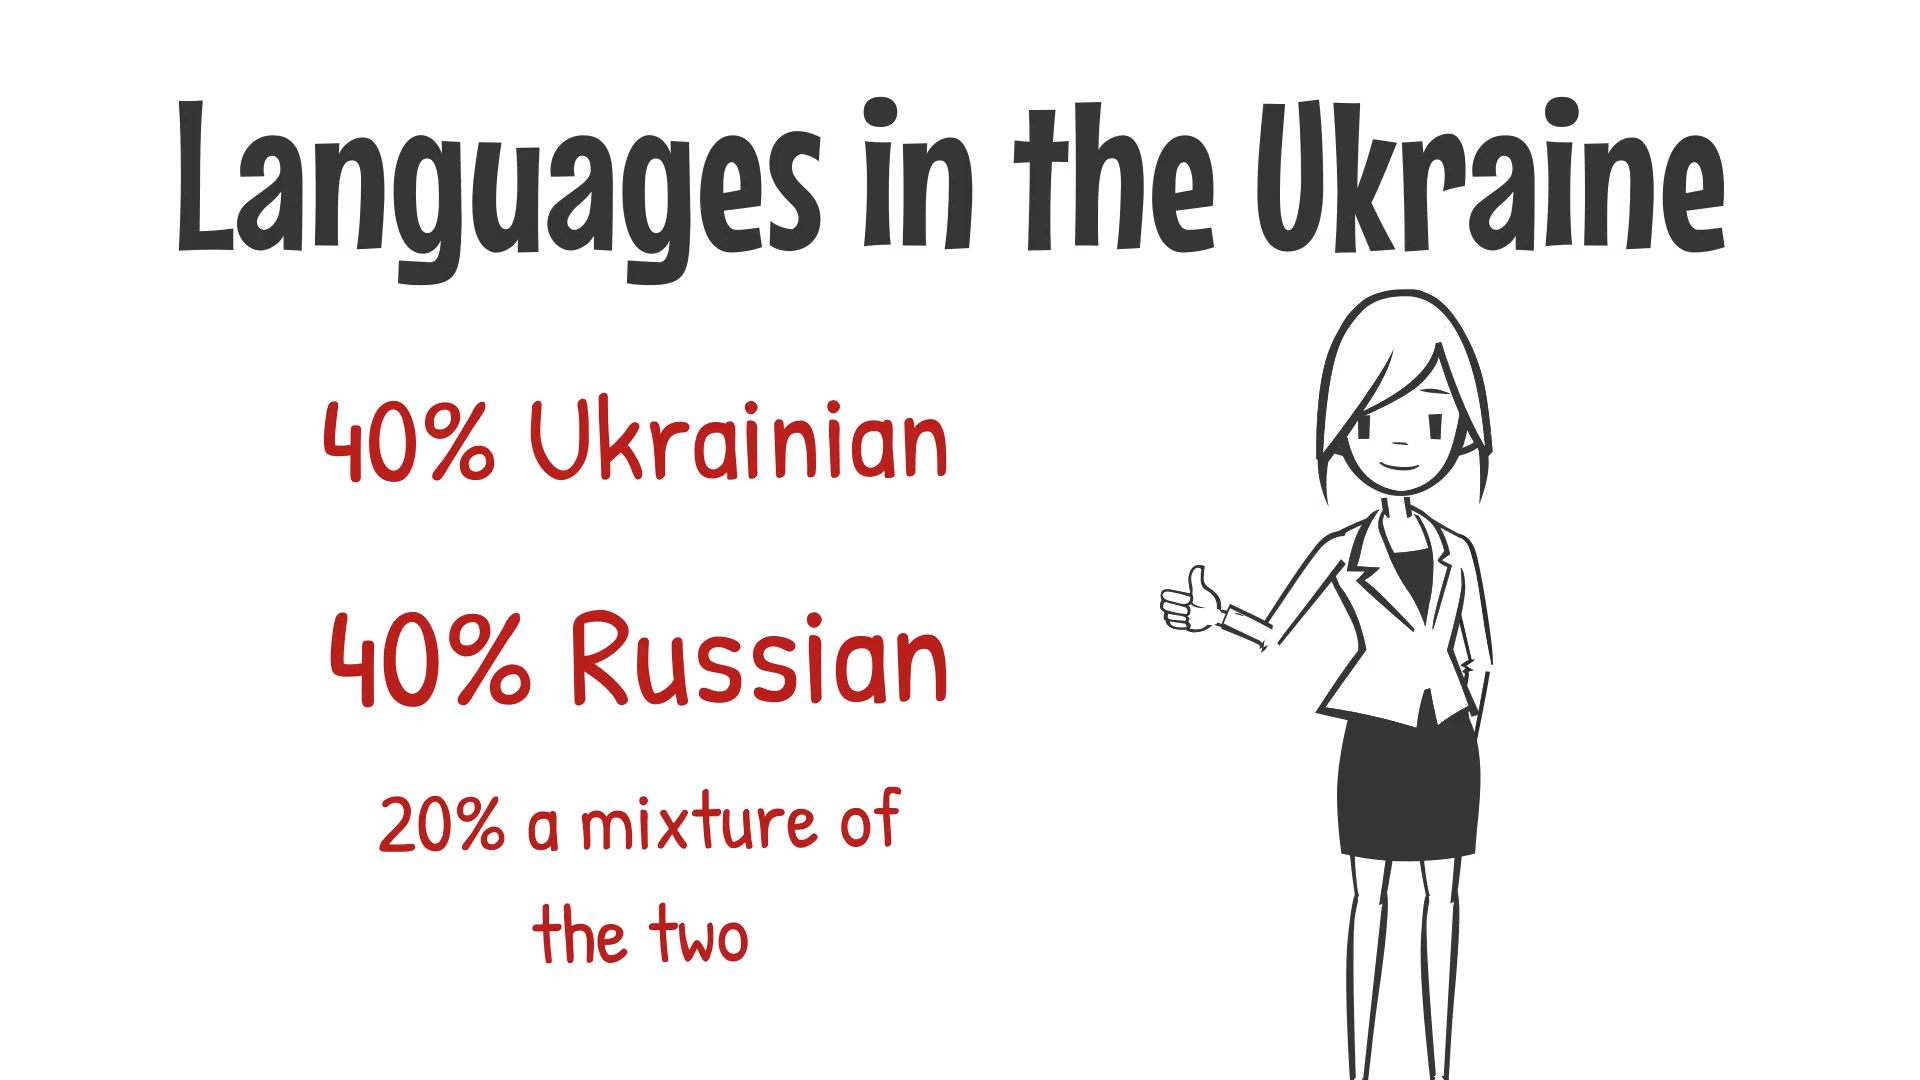 Languages in the Ukraine
40% Ukrainian
40% Russian
20% a mixture of
the two